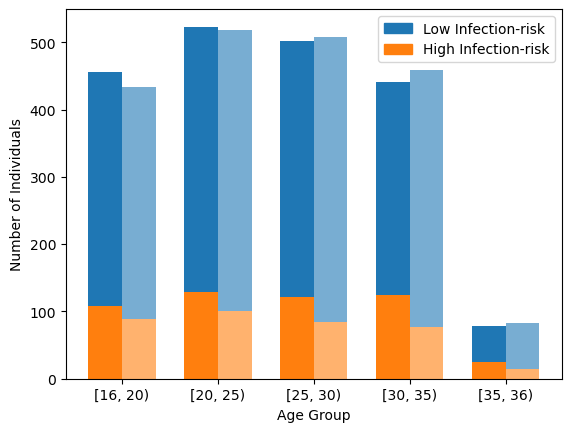 Low Infection-risk
High Infection-risk
Number of Individuals
500
400
300
200
100
0
[16, 20)
[20, 25)
[25, 30)
[30, 35)
[35, 36)
Age Group